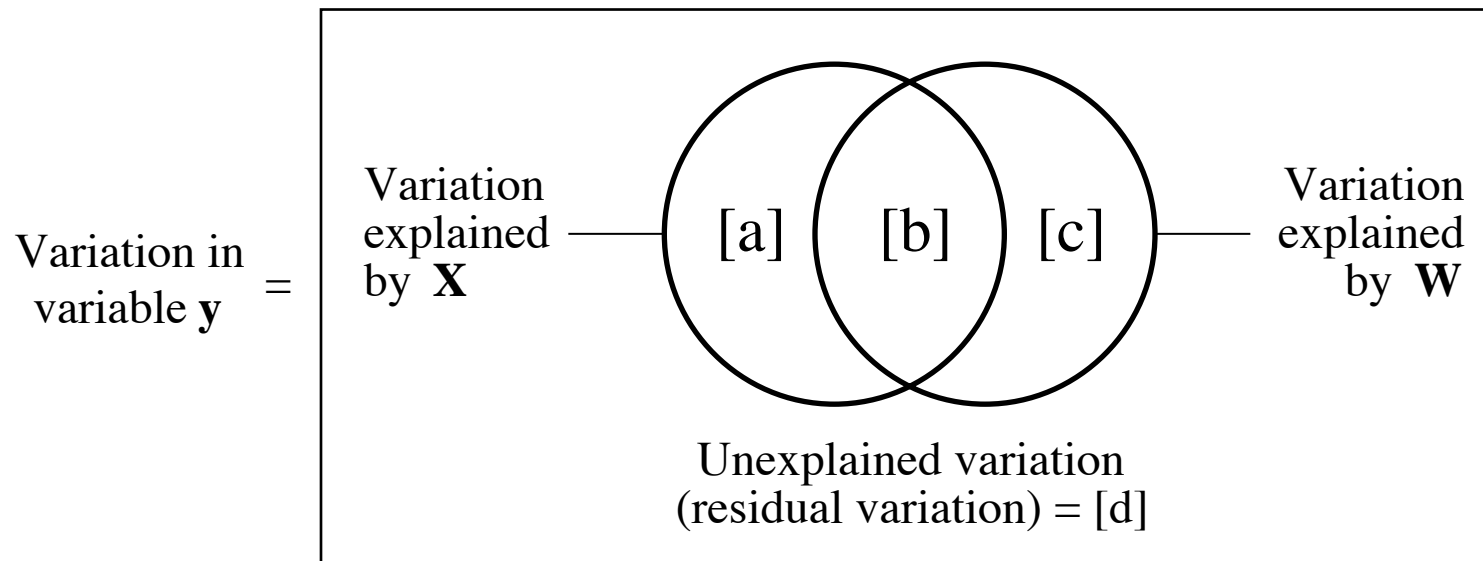 Variation in
variable y
=
Variation
explained
by X
[a]
[b]
[c]
Variation
explained
by W
Unexplained variation
(residual variation) = [d]